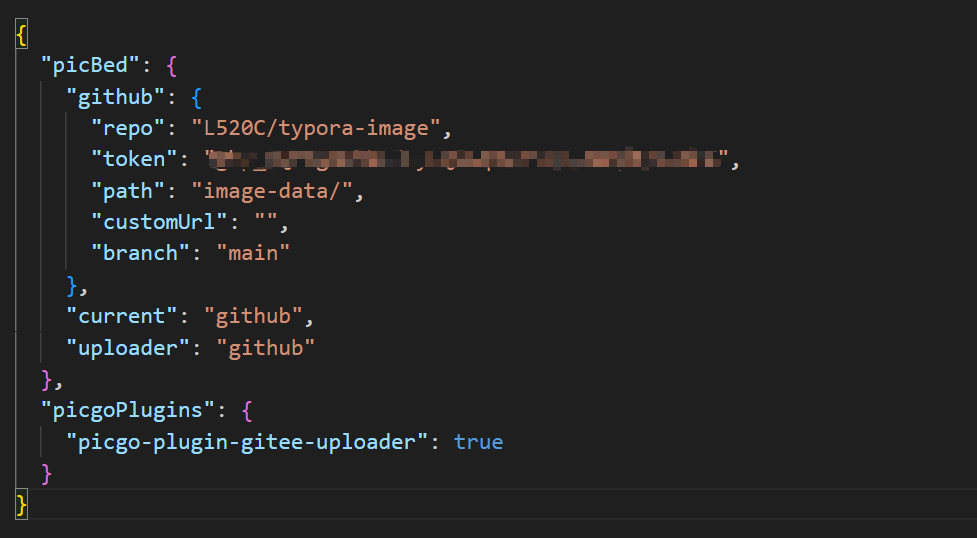 {
"picBed": {
"github": {
"repo": "L520C/typora-image",
"token": "",
"path": "image-data/",
"customUrl": "",
"branch": "main"
},
"current": "github",
"uploader": "github"
},
"picgoPlugins": {
"picgo-plugin-gitee-uploader": true
}
}